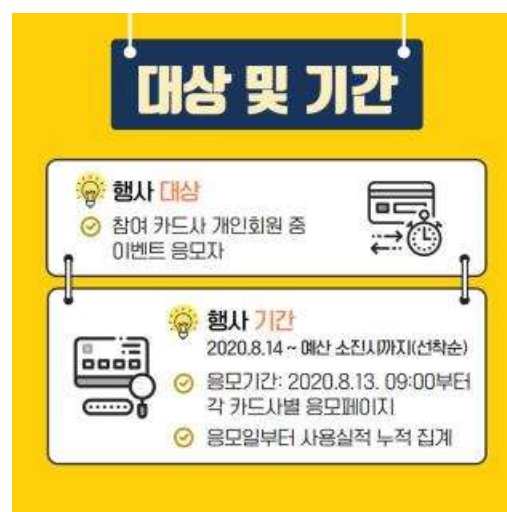 대상 및 기간
행사 대상
참여 카드사 개인회원 중
이벤트 응모자
행사 기간
2020.8.14 ~ 예산 소진시까지(선착순)
응모기간: 2020.8.13. 09:00부터
각 카드사별 응모페이지
응모일부터 사용실적 누적 집계